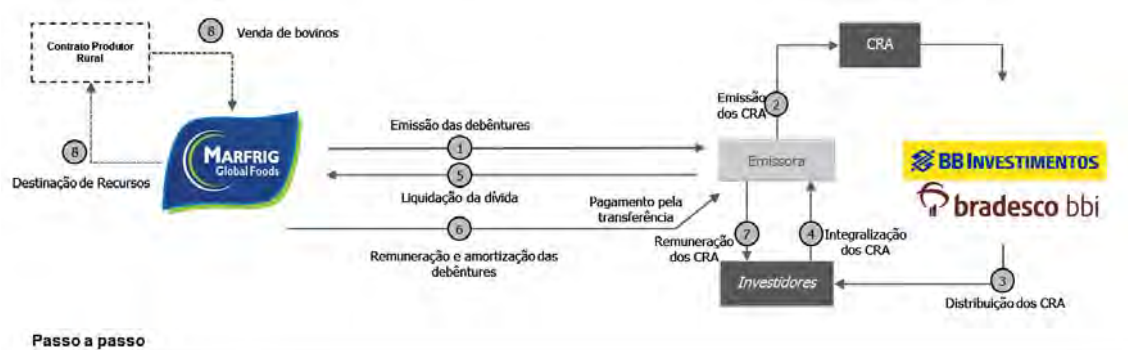 8 Venda de bovinos
Contrato Produtor
Rural
CRA
Emissão
dos CRA
2
Emissão das debêntures
1
MARFRIG
Global Foods
8
Destinação de Recursos
Emissora
5
Liquidação da dívida
BB INVESTIMENTOS
bradesco bbi
Pagamento pela
transferência
6
Remuneração e amortização das
debêntures
7
Remuneração
dos CRA
4
Integralização
dos CRA
Investidores
3
Distribuição dos CRA
Passo a passo